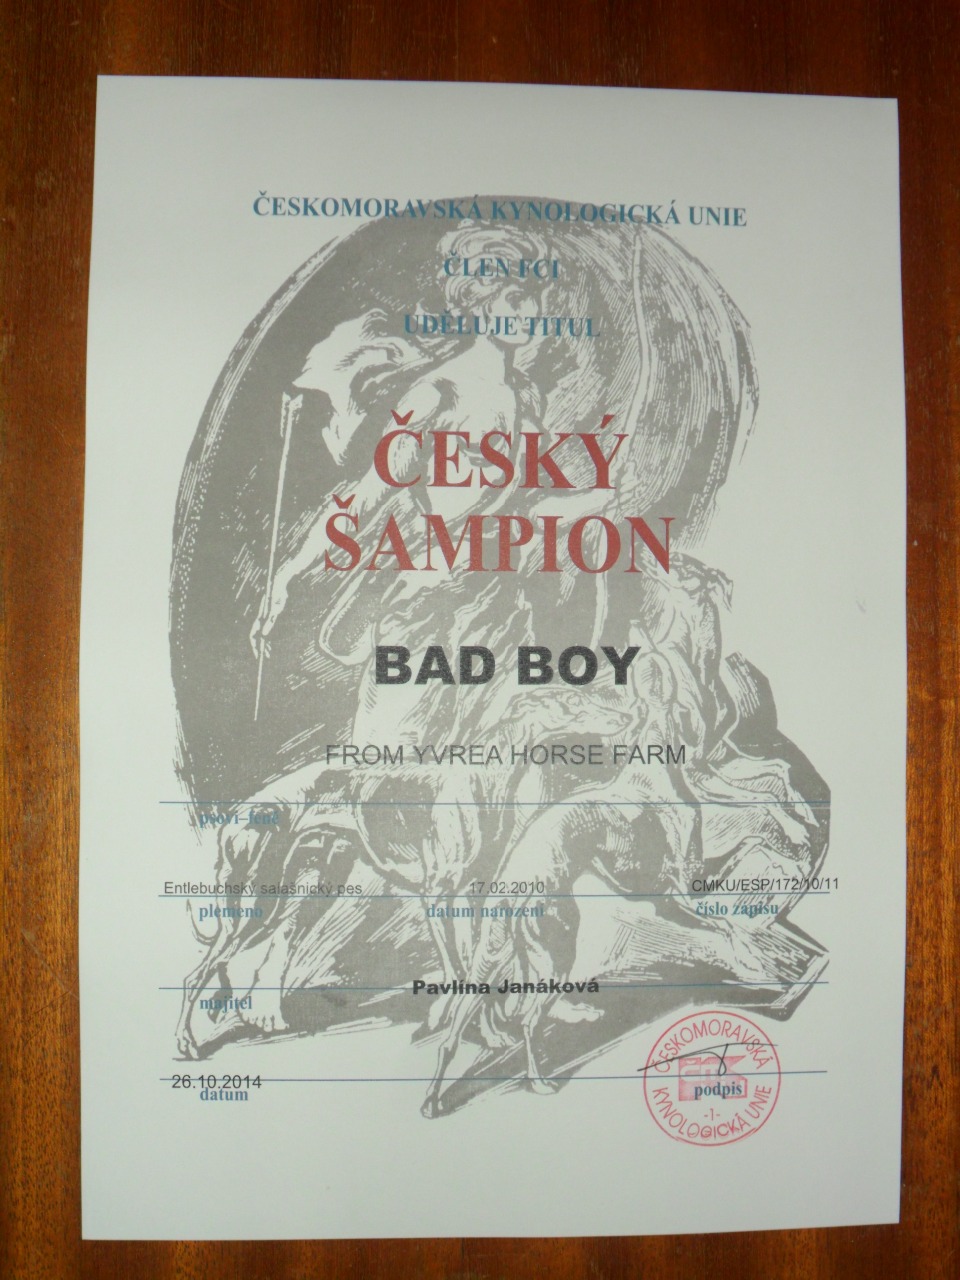 ČESKOMORAVSKÁ KYNOLOGICKÁ UNIE
ČLEN FCI
UDĚLUJE TITUL
ČESKÝ
ŠAMPION
BAD BOY
FROM YVREA HORSE FARM
psovi–feně
Entlebuchský salašnický pes 17.02.2010 CMKU/ESP/172/10/11
plemeno datum narození číslo zápisu
Pavlína Janáková
majitel
26.10.2014
datum podpis
ČESKOMORAVSKÁ
KYNOLOGICKÁ UNIE
-1-